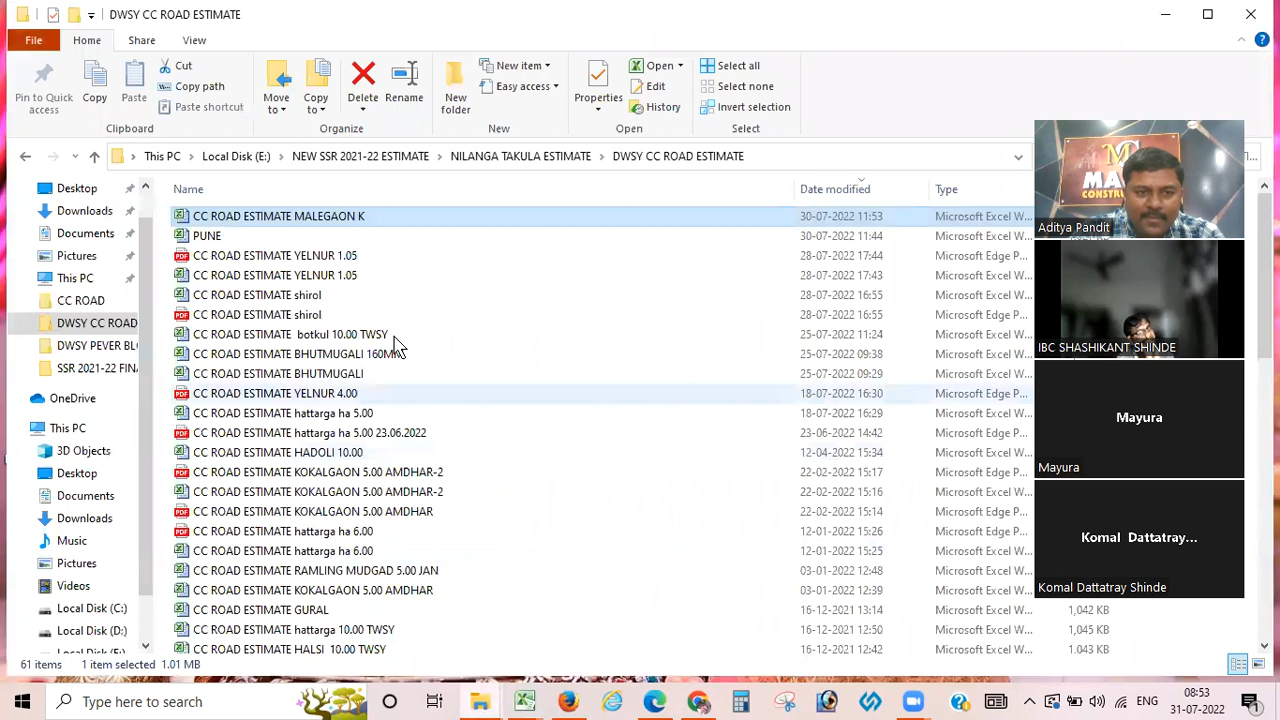 DWSY CC ROAD ESTIMATE
File Home Share View
Pin to Quick access
Copy
Paste
Cut
Copy path
Paste shortcut
Clipboard
Move to
Copy to
Delete
Rename
Organize
New folder
New item
Easy access
New
Properties
Open
Edit
History
Open
Select all
Select none
Invert selection
Select
This PC Local Disk (E:) NEW SSR 2021-22 ESTIMATE NILANGA TAKULA ESTIMATE DWSY CC ROAD ESTIMATE
Desktop
Downloads
Documents
Pictures
This PC
CC ROAD
DWSY CC ROAD
DWSY PEVER BL
SSR 2021-22 FINA
OneDrive
This PC
3D Objects
Desktop
Documents
Downloads
Music
Pictures
Videos
Local Disk (C:)
Local Disk (D:)
Name Date modified Type
CC ROAD ESTIMATE MALEGAON K 30-07-2022 11:53 Microsoft Excel W...
PUNE 30-07-2022 11:44 Microsoft Excel W...
CC ROAD ESTIMATE YELNUR 1.05 28-07-2022 17:44 Microsoft Edge P...
CC ROAD ESTIMATE YELNUR 1.05 28-07-2022 17:43 Microsoft Excel W...
CC ROAD ESTIMATE shirol 28-07-2022 16:55 Microsoft Excel W...
CC ROAD ESTIMATE shirol 28-07-2022 16:55 Microsoft Edge P...
CC ROAD ESTIMATE botkul 10.00 TWSY 25-07-2022 11:24 Microsoft Excel W...
CC ROAD ESTIMATE BHUTMUGALI 160M 25-07-2022 09:38 Microsoft Excel W...
CC ROAD ESTIMATE BHUTMUGALI 25-07-2022 09:29 Microsoft Excel W...
CC ROAD ESTIMATE YELNUR 4.00 18-07-2022 16:30 Microsoft Edge P...
CC ROAD ESTIMATE hattarga ha 5.00 18-07-2022 16:29 Microsoft Excel W...
CC ROAD ESTIMATE hattarga ha 5.00 23.06.2022 23-06-2022 14:42 Microsoft Edge P...
CC ROAD ESTIMATE HADOLI 10.00 12-04-2022 15:34 Microsoft Excel W...
CC ROAD ESTIMATE KOKALGAON 5.00 AMDHAR-2 22-02-2022 15:17 Microsoft Edge P...
CC ROAD ESTIMATE KOKALGAON 5.00 AMDHAR-2 22-02-2022 15:16 Microsoft Excel W...
CC ROAD ESTIMATE KOKALGAON 5.00 AMDHAR 22-02-2022 15:14 Microsoft Edge P...
CC ROAD ESTIMATE hattarga ha 6.00 12-01-2022 15:26 Microsoft Edge P...
CC ROAD ESTIMATE hattarga ha 6.00 12-01-2022 15:25 Microsoft Excel W...
CC ROAD ESTIMATE RAMLING MUDGAD 5.00 JAN 03-01-2022 12:48 Microsoft Excel W...
CC ROAD ESTIMATE KOKALGAON 5.00 AMDHAR 03-01-2022 12:39 Microsoft Excel W...
CC ROAD ESTIMATE GURAL 16-12-2021 13:14 Microsoft Excel W... 1,042 KB
CC ROAD ESTIMATE hattarga 10.00 TWSY 16-12-2021 12:50 Microsoft Excel W... 1,045 KB
CC ROAD ESTIMATE HALSI 10.00 TWSY 16-12-2021 12:42 Microsoft Excel W... 1,043 KB
Aditya Pandit
IBC SHASHIKANT SHINDE
Mayura
Mayura
Komal Dattatray...
Komal Dattatray Shinde
61 items 1 item selected 1.01 MB
Type here to search
ENG
08:53
31-07-2022